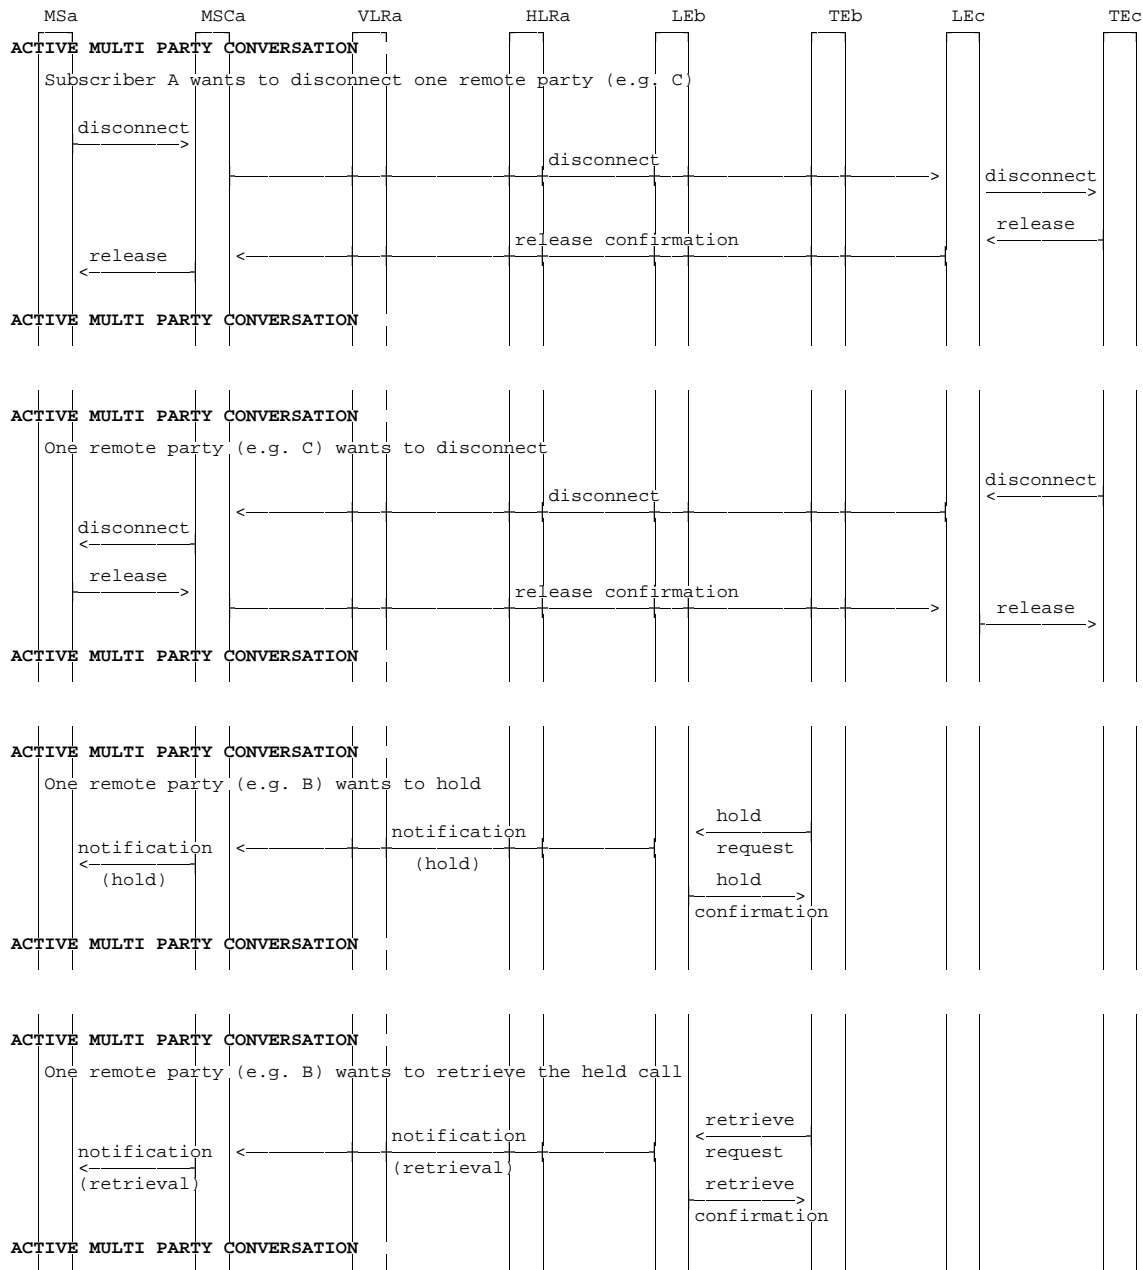 MSa MSCa VLRa HLRa LEb TEb LEc TEc
ACTIVE MULTI PARTY CONVERSATION
Subscriber A wants to disconnect one remote party (e.g. C)
disconnect
disconnect
disconnect
release
release confirmation
release
ACTIVE MULTI PARTY CONVERSATION
ACTIVE MULTI PARTY CONVERSATION
One remote party (e.g. C) wants to disconnect
disconnect
disconnect
disconnect
release
release confirmation
release
ACTIVE MULTI PARTY CONVERSATION
ACTIVE MULTI PARTY CONVERSATION
One remote party (e.g. B) wants to hold
hold
notification
notification request
(hold)
(hold) hold
confirmation
ACTIVE MULTI PARTY CONVERSATION
ACTIVE MULTI PARTY CONVERSATION
One remote party (e.g. B) wants to retrieve the held call
retrieve
notification
notification request
(retrieval)
(retrieval) retrieve
confirmation
ACTIVE MULTI PARTY CONVERSATION